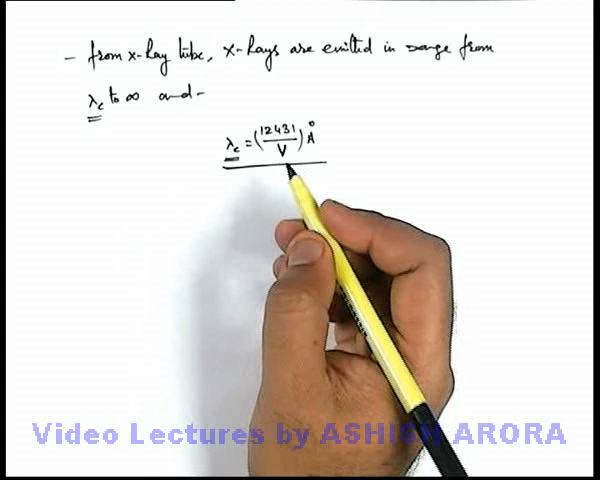 - from X-Ray tube, X-Rays are emitted in range from
λc to ∞ and -
λc = (12431/V) Å
Video Lectures by ASHISH ARORA